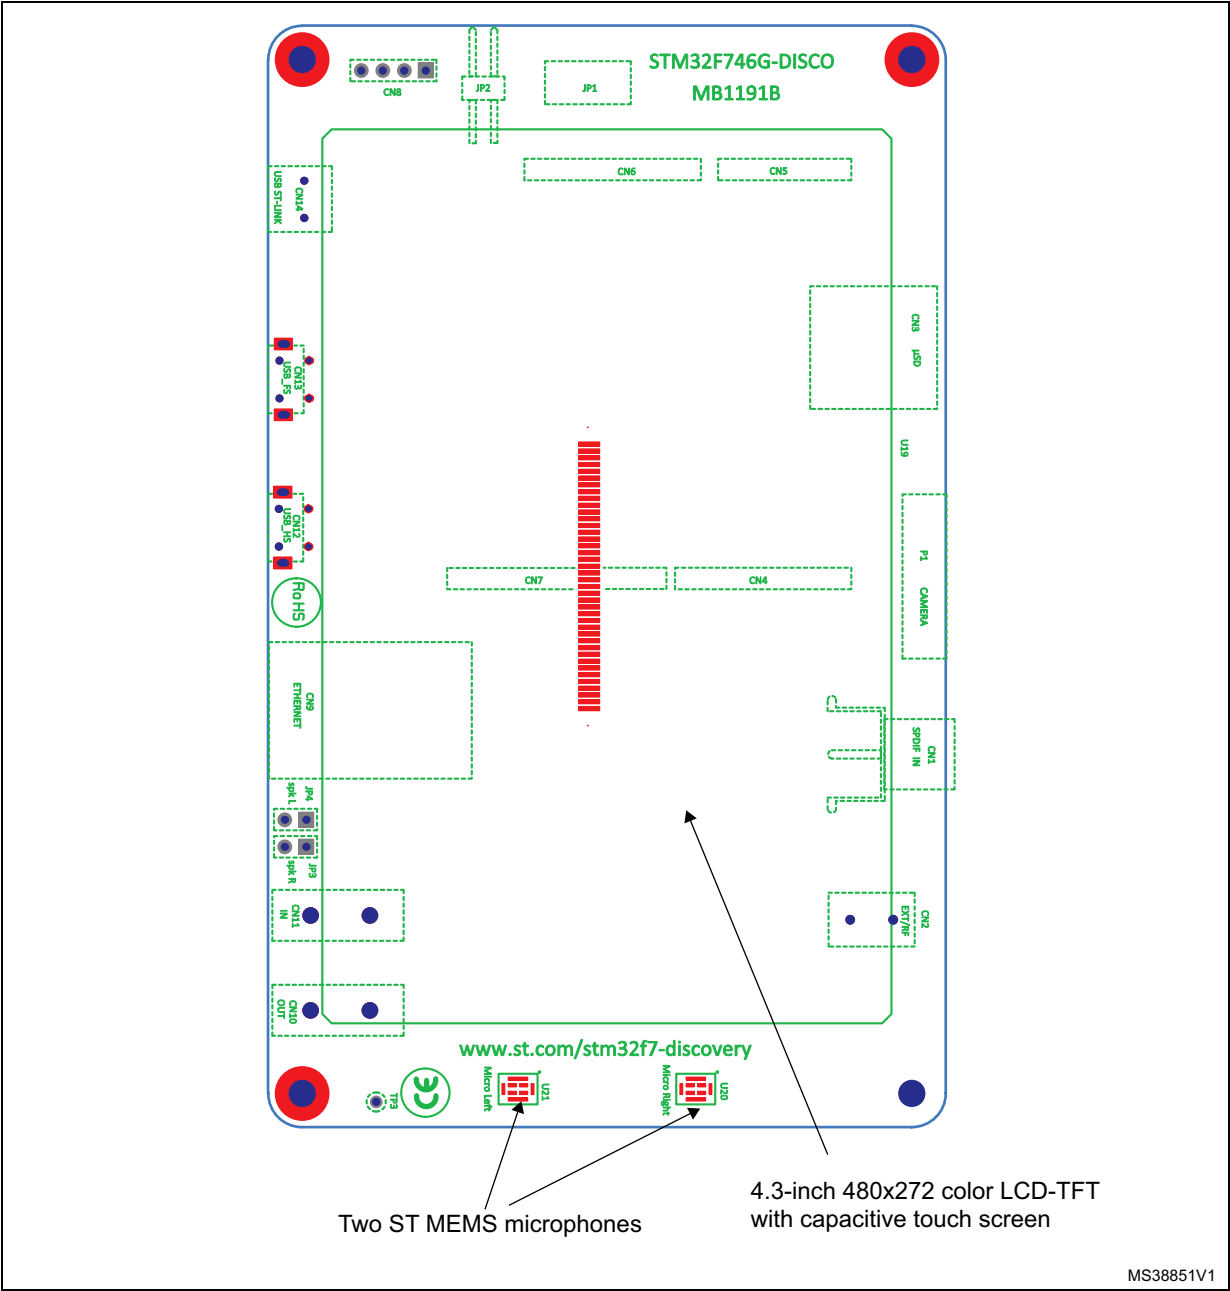 STM32F746G-DISCO
MB1191B
CN8
JP2
JP1
CN6
CN5
CN14
USB ST-LINK
CN3 µSD
CN13
USB_FS
U19
CN12
USB_HS
P1 CAMERA
CN7
CN4
RoHS
CN9
ETHERNET
CN1
SPDIF IN
JP4
spk L
JP3
spk R
CN11
IN
CN2
EXT/RF
CN10
OUT
www.st.com/stm32f7-discovery
TP3
CE
Micro Left
U21
Micro Right
U20
4.3-inch 480x272 color LCD-TFT
with capacitive touch screen
Two ST MEMS microphones
MS38851V1